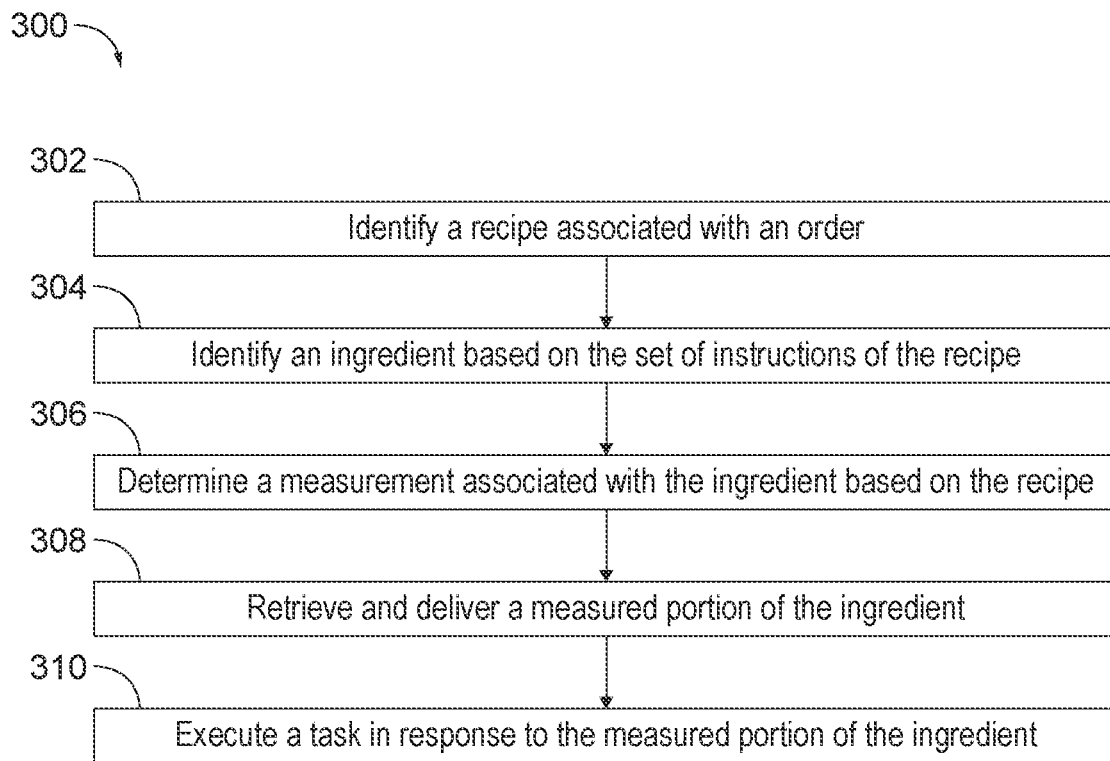 300
302
Identify a recipe associated with an order
304
Identify an ingredient based on the set of instructions of the recipe
306
Determine a measurement associated with the ingredient based on the recipe
308
Retrieve and deliver a measured portion of the ingredient
310
Execute a task in response to the measured portion of the ingredient